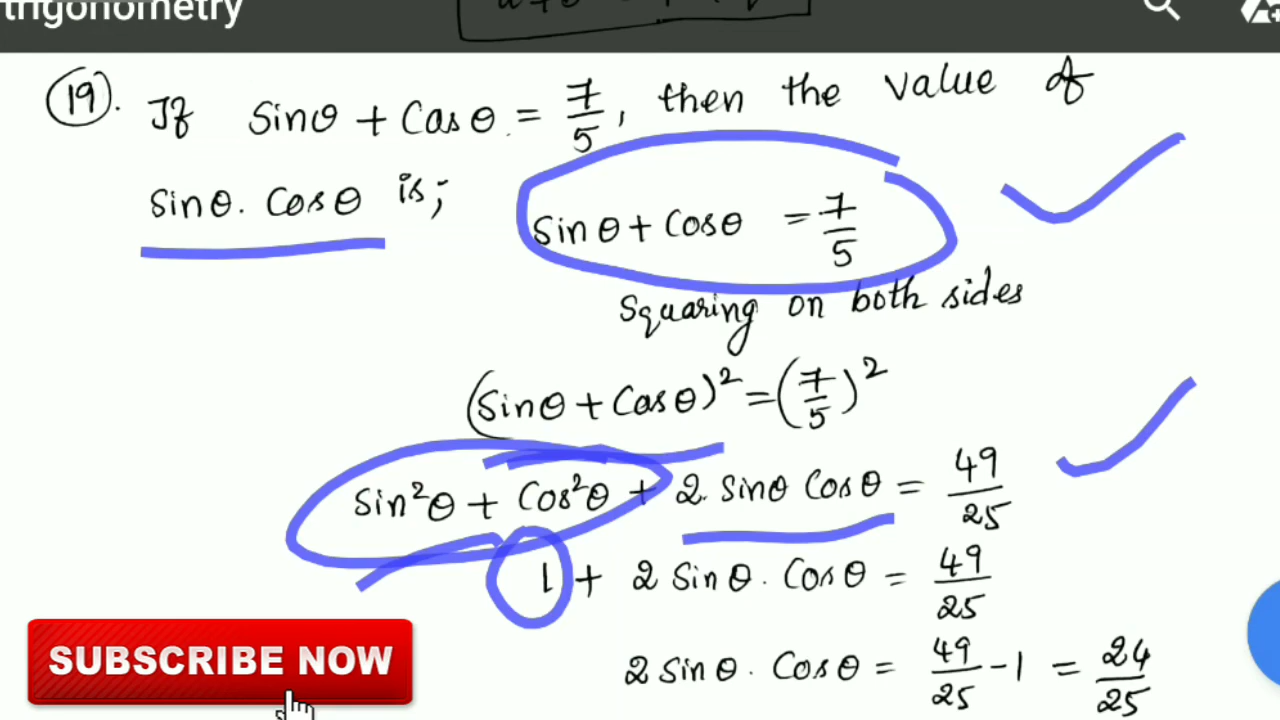 trigonometry
(19). If Sinθ + Cosθ = 7/5, then the value of
Sinθ. Cosθ is;
Sinθ + Cosθ = 7/5
Squaring on both sides
(Sinθ + Cosθ)² = (7/5)²
Sin²θ + Cos²θ + 2. Sinθ Cosθ = 49/25
1 + 2 Sinθ. Cosθ = 49/25
2 Sinθ. Cosθ = 49/25 - 1 = 24/25
SUBSCRIBE NOW